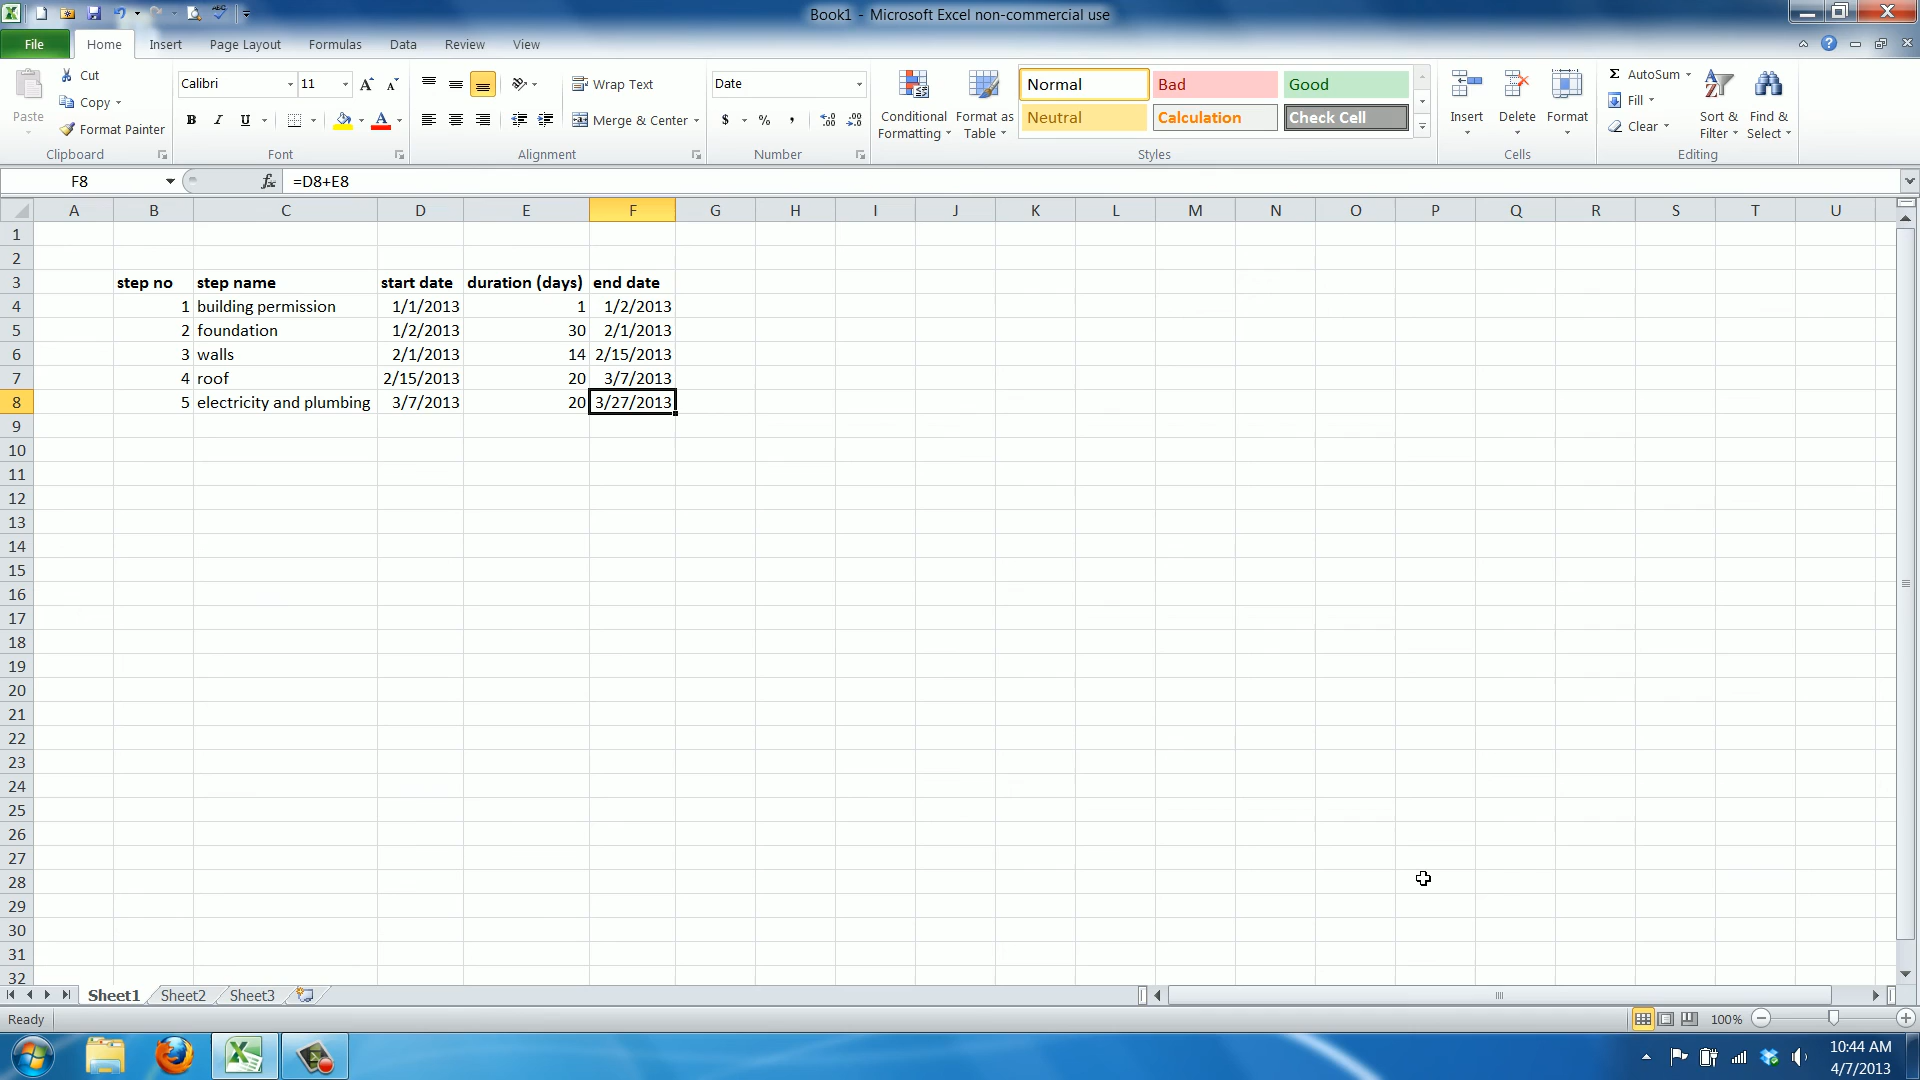 Book1 - Microsoft Excel non-commercial use
File Home Insert Page Layout Formulas Data Review View
Paste
Cut
Copy
Format Painter
Clipboard
Calibri 11
B I U
Font
Wrap Text
Merge & Center
Alignment
Date
$ % ,
Number
Conditional Formatting
Format as Table
Normal Bad Good
Neutral Calculation Check Cell
Styles
Insert Delete Format
Cells
Σ AutoSum
Fill
Clear
Sort & Filter
Find & Select
Editing
F8 fx =D8+E8
A B C D E F G H I J K L M N O P Q R S T U
1
2
3 step no step name start date duration (days) end date
4 1 building permission 1/1/2013 1 1/2/2013
5 2 foundation 1/2/2013 30 2/1/2013
6 3 walls 2/1/2013 14 2/15/2013
7 4 roof 2/15/2013 20 3/7/2013
8 5 electricity and plumbing 3/7/2013 20 3/27/2013
9
10
11
12
13
14
15
16
17
18
19
20
21
22
23
24
25
26
27
28
29
30
31
32
Sheet1 Sheet2 Sheet3
Ready 100%
10:44 AM
4/7/2013